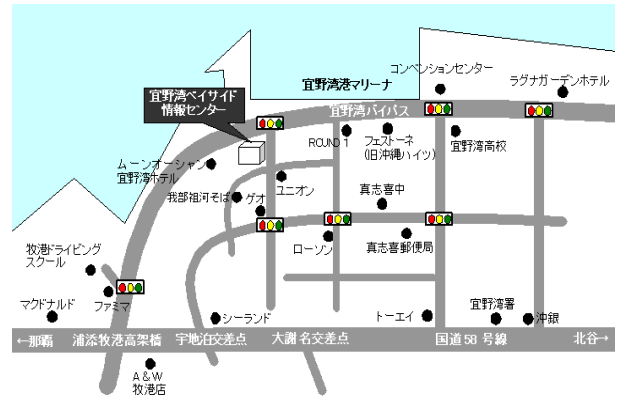 コンベンションセンター
宜野湾港マリーナ
ラグナガーデンホテル
宜野湾ベイサイド
情報センター
宜野湾バイパス
ROUND1
フェストーネ
(旧沖縄ハイツ)
宜野湾高校
ムーンオーシャン
宜野湾ホテル
ユニオン
我部祖河そば
ゲオ
真志喜中
ローソン
真志喜郵便局
牧港ドライビング
スクール
マクドナルド
ファミマ
シーランド
トーエイ
宜野湾署
沖銀
←那覇
浦添牧港高架橋
宇地泊交差点
大謝名交差点
国道58号線
北谷→
A&W
牧港店